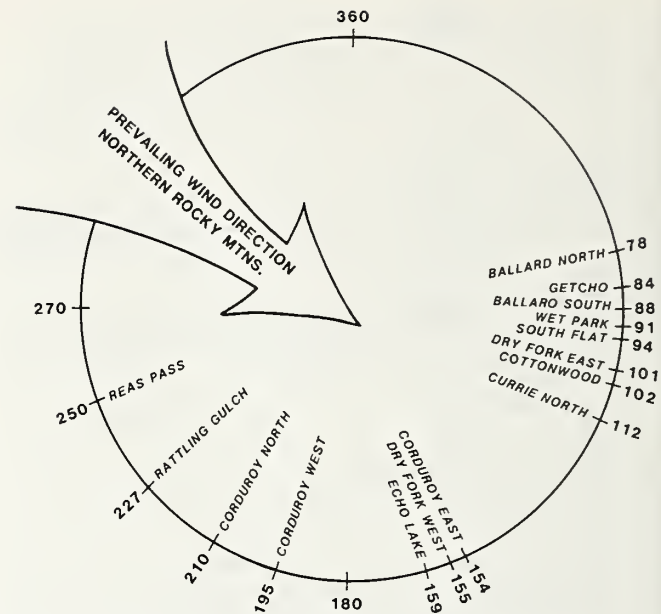 360
PREVAILING WIND DIRECTION
NORTHERN ROCKY MTNS.
BALLARD NORTH 78
GETCHO 84
BALLARO SOUTH 88
WET PARK 91
SOUTH FLAT 94
DRY FORK EAST 101
COTTONWOOD 102
CURRIE NORTH 112
CORDUROY EAST 154
DRY FORK WEST 155
ECHO LAKE 159
180
CORDUROY WEST 195
CORDUROY NORTH 210
RATTLING GULCH 227
REAS PASS 250
270